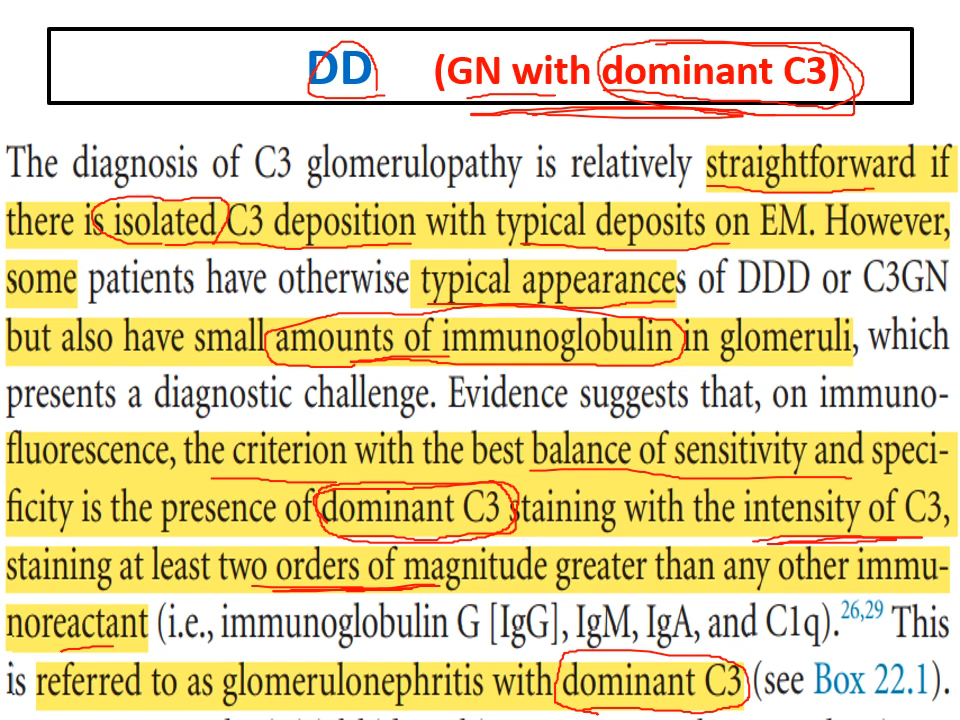 DD (GN with dominant C3)
The diagnosis of C3 glomerulopathy is relatively straightforward if
there is isolated C3 deposition with typical deposits on EM. However,
some patients have otherwise typical appearances of DDD or C3GN
but also have small amounts of immunoglobulin in glomeruli, which
presents a diagnostic challenge. Evidence suggests that, on immuno-
fluorescence, the criterion with the best balance of sensitivity and speci-
ficity is the presence of dominant C3 staining with the intensity of C3,
staining at least two orders of magnitude greater than any other immu-
noreactant (i.e., immunoglobulin G [IgG], IgM, IgA, and C1q).26,29 This
is referred to as glomerulonephritis with dominant C3 (see Box 22.1).